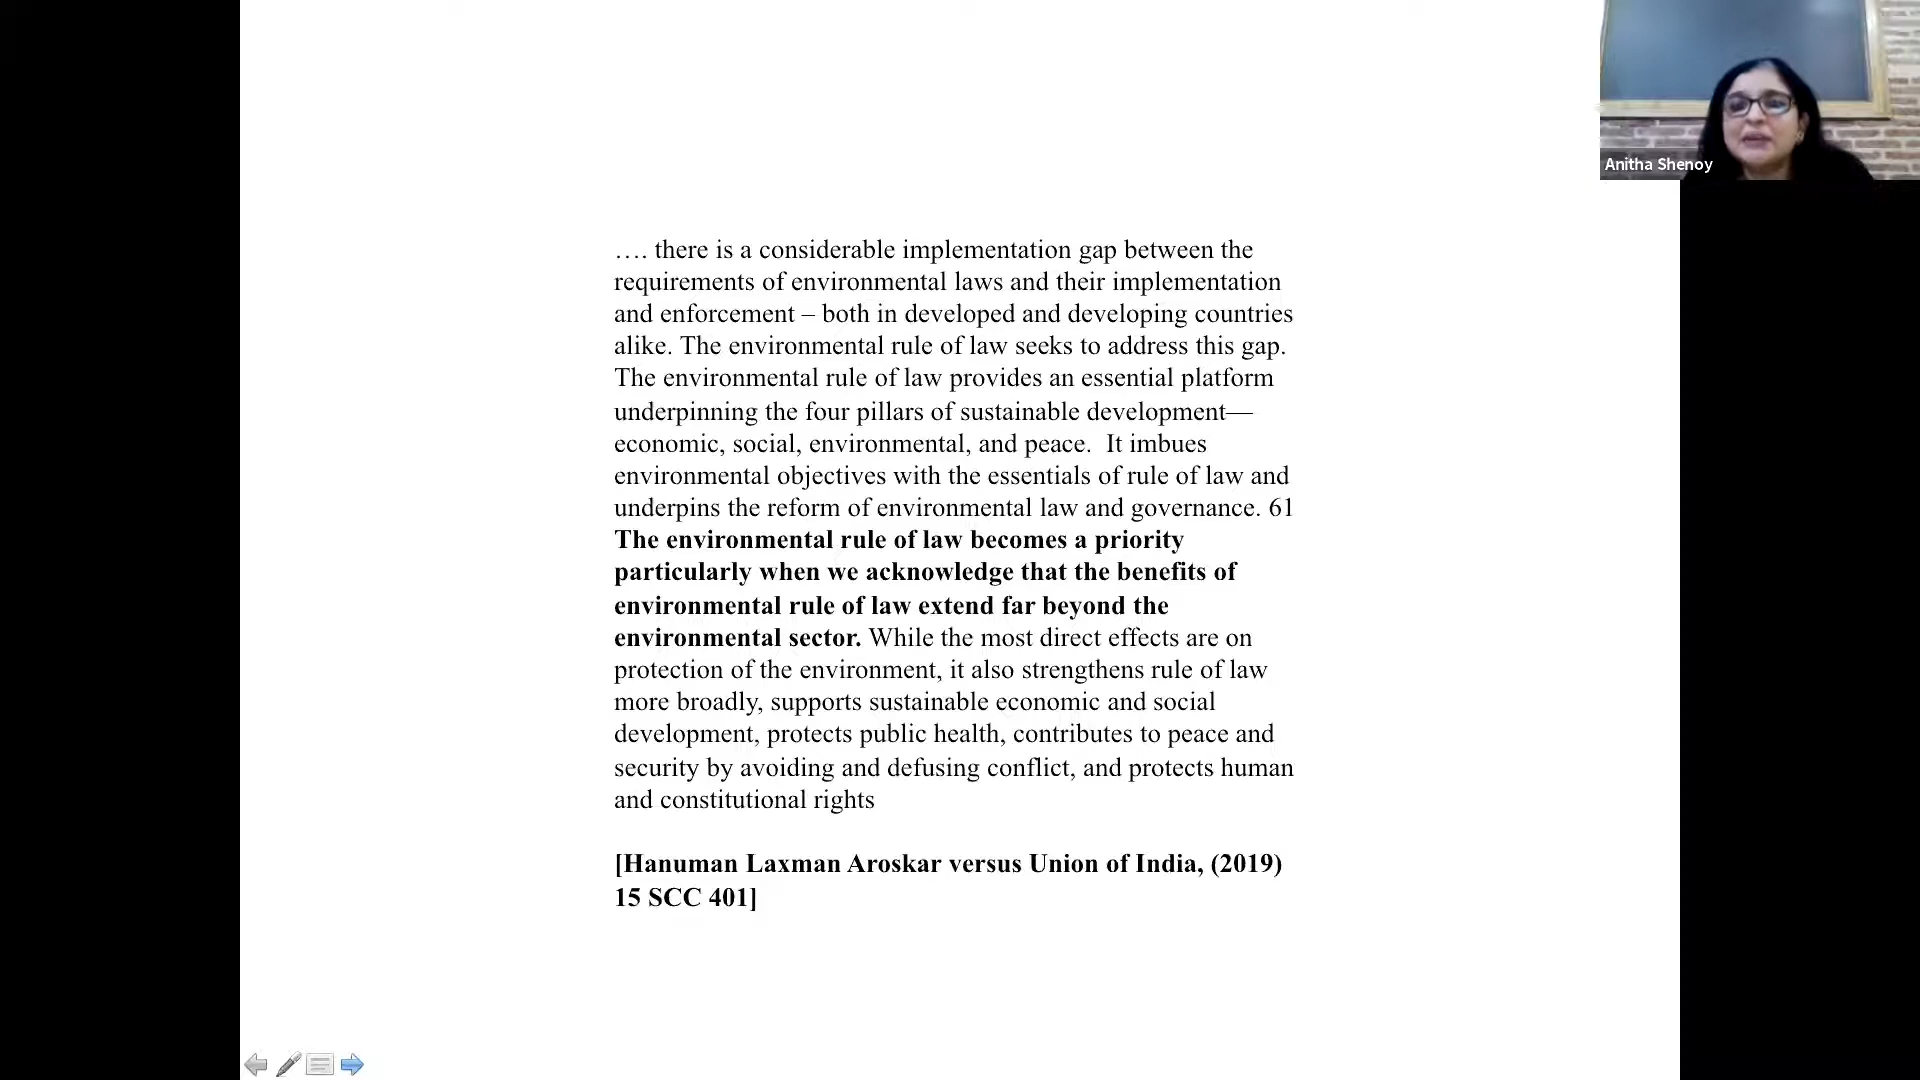 Anitha Shenoy
…. there is a considerable implementation gap between the
requirements of environmental laws and their implementation
and enforcement – both in developed and developing countries
alike. The environmental rule of law seeks to address this gap.
The environmental rule of law provides an essential platform
underpinning the four pillars of sustainable development—
economic, social, environmental, and peace.  It imbues
environmental objectives with the essentials of rule of law and
underpins the reform of environmental law and governance. 61
The environmental rule of law becomes a priority
particularly when we acknowledge that the benefits of
environmental rule of law extend far beyond the
environmental sector. While the most direct effects are on
protection of the environment, it also strengthens rule of law
more broadly, supports sustainable economic and social
development, protects public health, contributes to peace and
security by avoiding and defusing conflict, and protects human
and constitutional rights
[Hanuman Laxman Aroskar versus Union of India, (2019)
15 SCC 401]